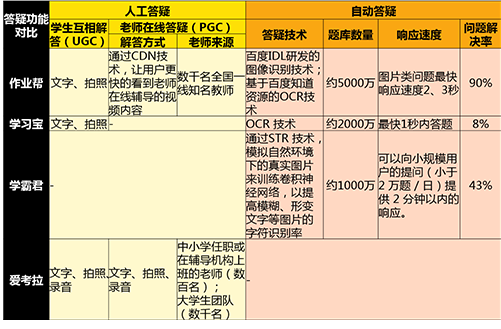 答疑功能
对比
人工答疑
自动答疑
学生互相解
答（UGC）
老师在线答疑（PGC）
解答方式
老师来源
答疑技术
题库数量
响应速度
问题解
决率
作业帮
文字、拍照
通过CDN技
术，让用户更
快的看到老师
在线辅导的视
频内容
数千名全国一
线知名教师
百度IDL研发的
图像识别技术；
基于百度知道
资源的OCR技
术
约5000万
图片类问题最快
响应速度2、3秒
90%
学习宝
文字、拍照
-
OCR 技术
约2000万
最快1秒内答题
8%
学霸君
-
通过STR 技术，
模拟自然环境
下的真实图片
来训练卷积神
经网络，以提
高模糊、形变
文字等图片的
字符识别率
约1000万
可以向小规模用
户的提问（小于
2 万题 / 日）提
供 2 分钟以内的
响应。
43%
爱考拉
文字、拍照、
录音
文字、拍照、
录音
中小学任职或
在辅导机构上
班的老师（数
百名）；
大学生团队
（数千名）
-